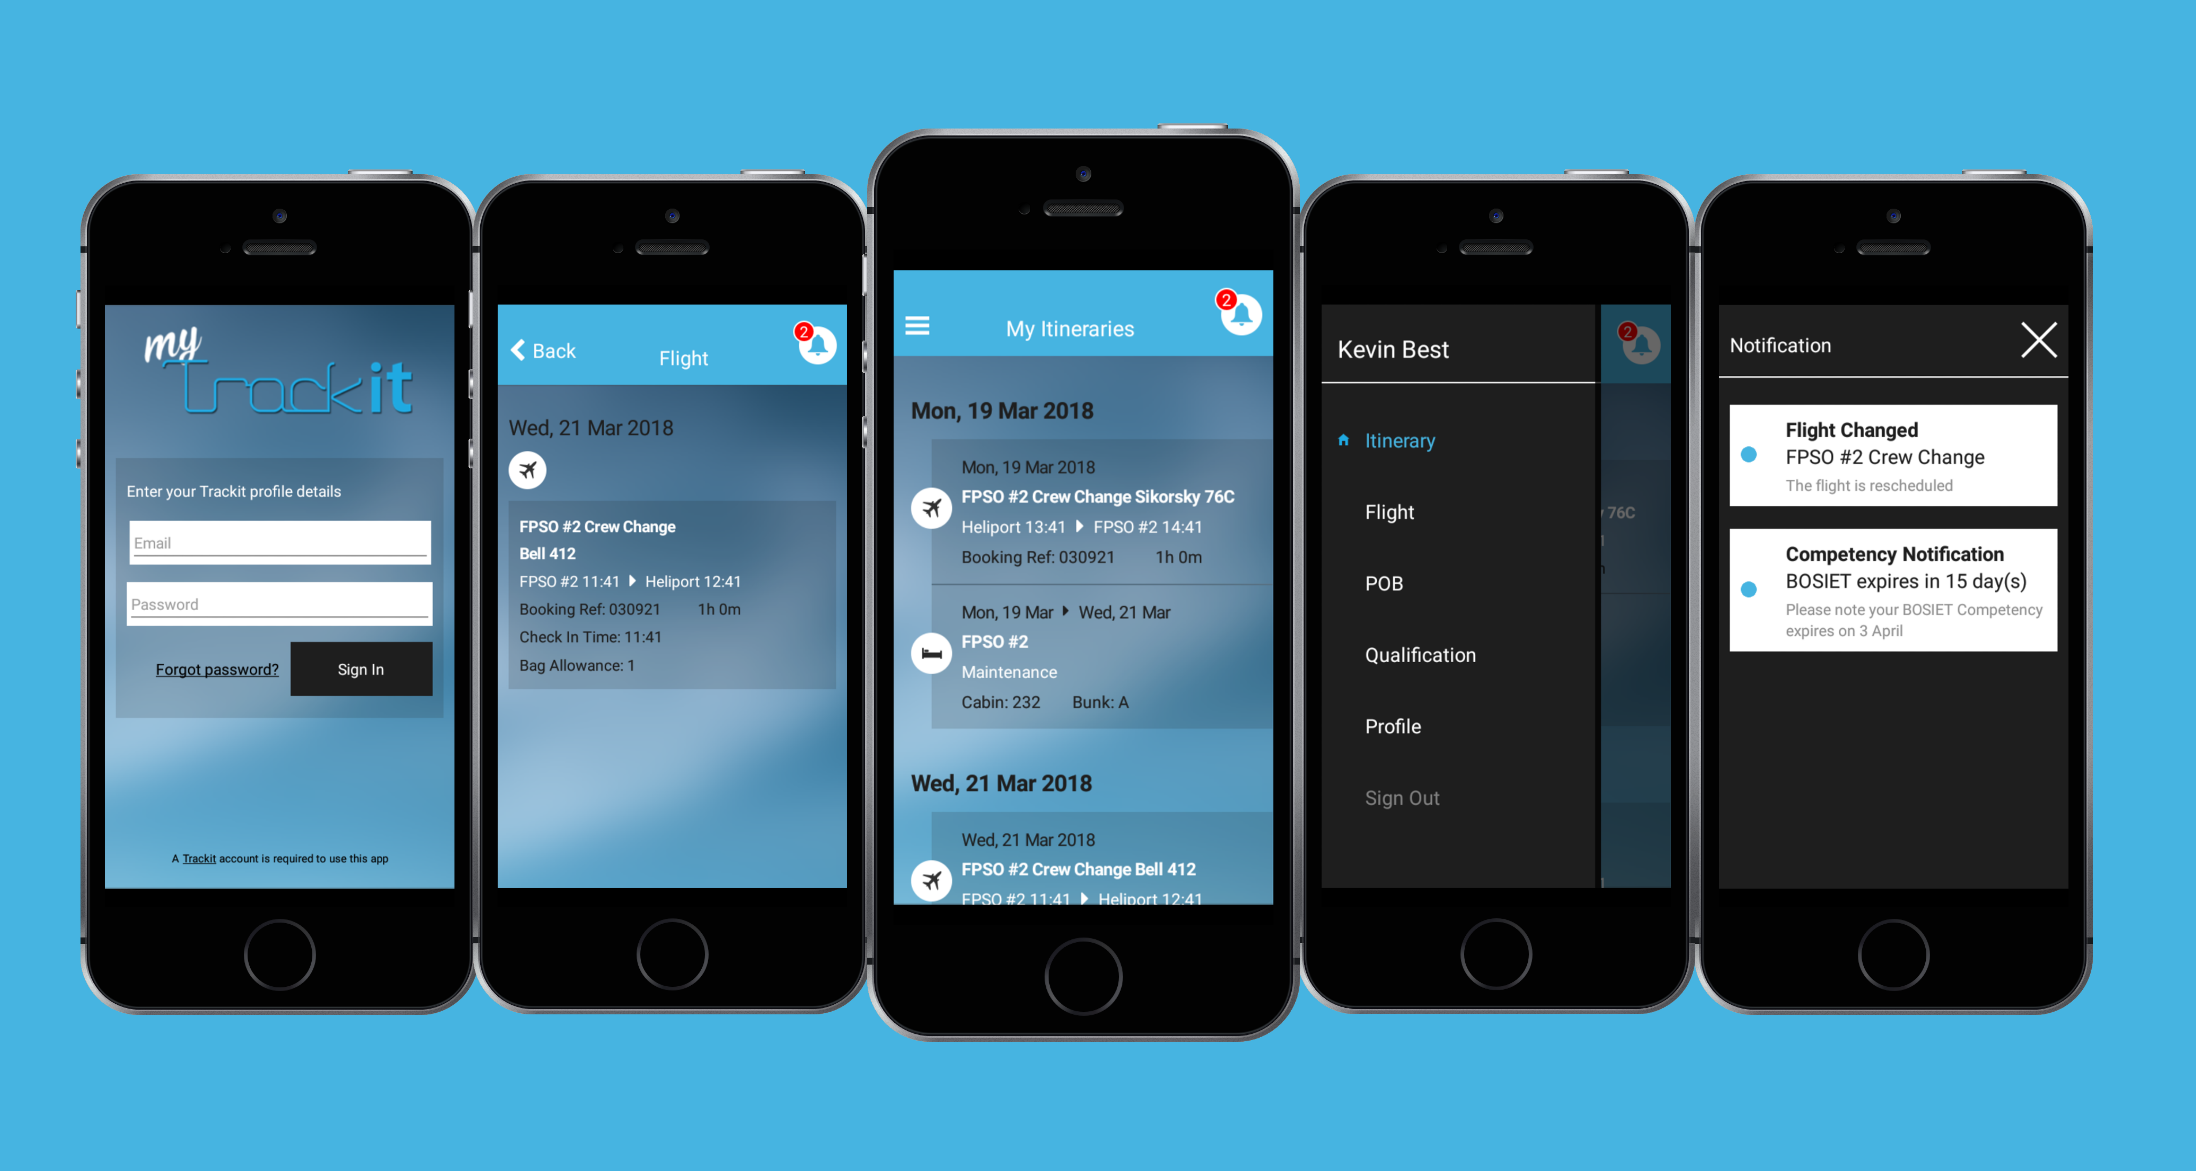 my
Trackit
Enter your Trackit profile details
Email
Password
Forgot password?
Sign In
A Trackit account is required to use this app
Back
Flight
2
Wed, 21 Mar 2018
FPSO #2 Crew Change
Bell 412
FPSO #2 11:41 Heliport 12:41
Booking Ref: 030921 1h 0m
Check In Time: 11:41
Bag Allowance: 1
My Itineraries
2
Mon, 19 Mar 2018
Mon, 19 Mar 2018
FPSO #2 Crew Change Sikorsky 76C
Heliport 13:41 FPSO #2 14:41
Booking Ref: 030921 1h 0m
Mon, 19 Mar Wed, 21 Mar
FPSO #2
Maintenance
Cabin: 232 Bunk: A
Wed, 21 Mar 2018
Wed, 21 Mar 2018
FPSO #2 Crew Change Bell 412
FPSO #2 11:41 Heliport 12:41
Kevin Best
2
Itinerary
Flight
76C
POB
Qualification
Profile
Sign Out
Notification
Flight Changed
FPSO #2 Crew Change
The flight is rescheduled
Competency Notification
BOSIET expires in 15 day(s)
Please note your BOSIET Competency
expires on 3 April